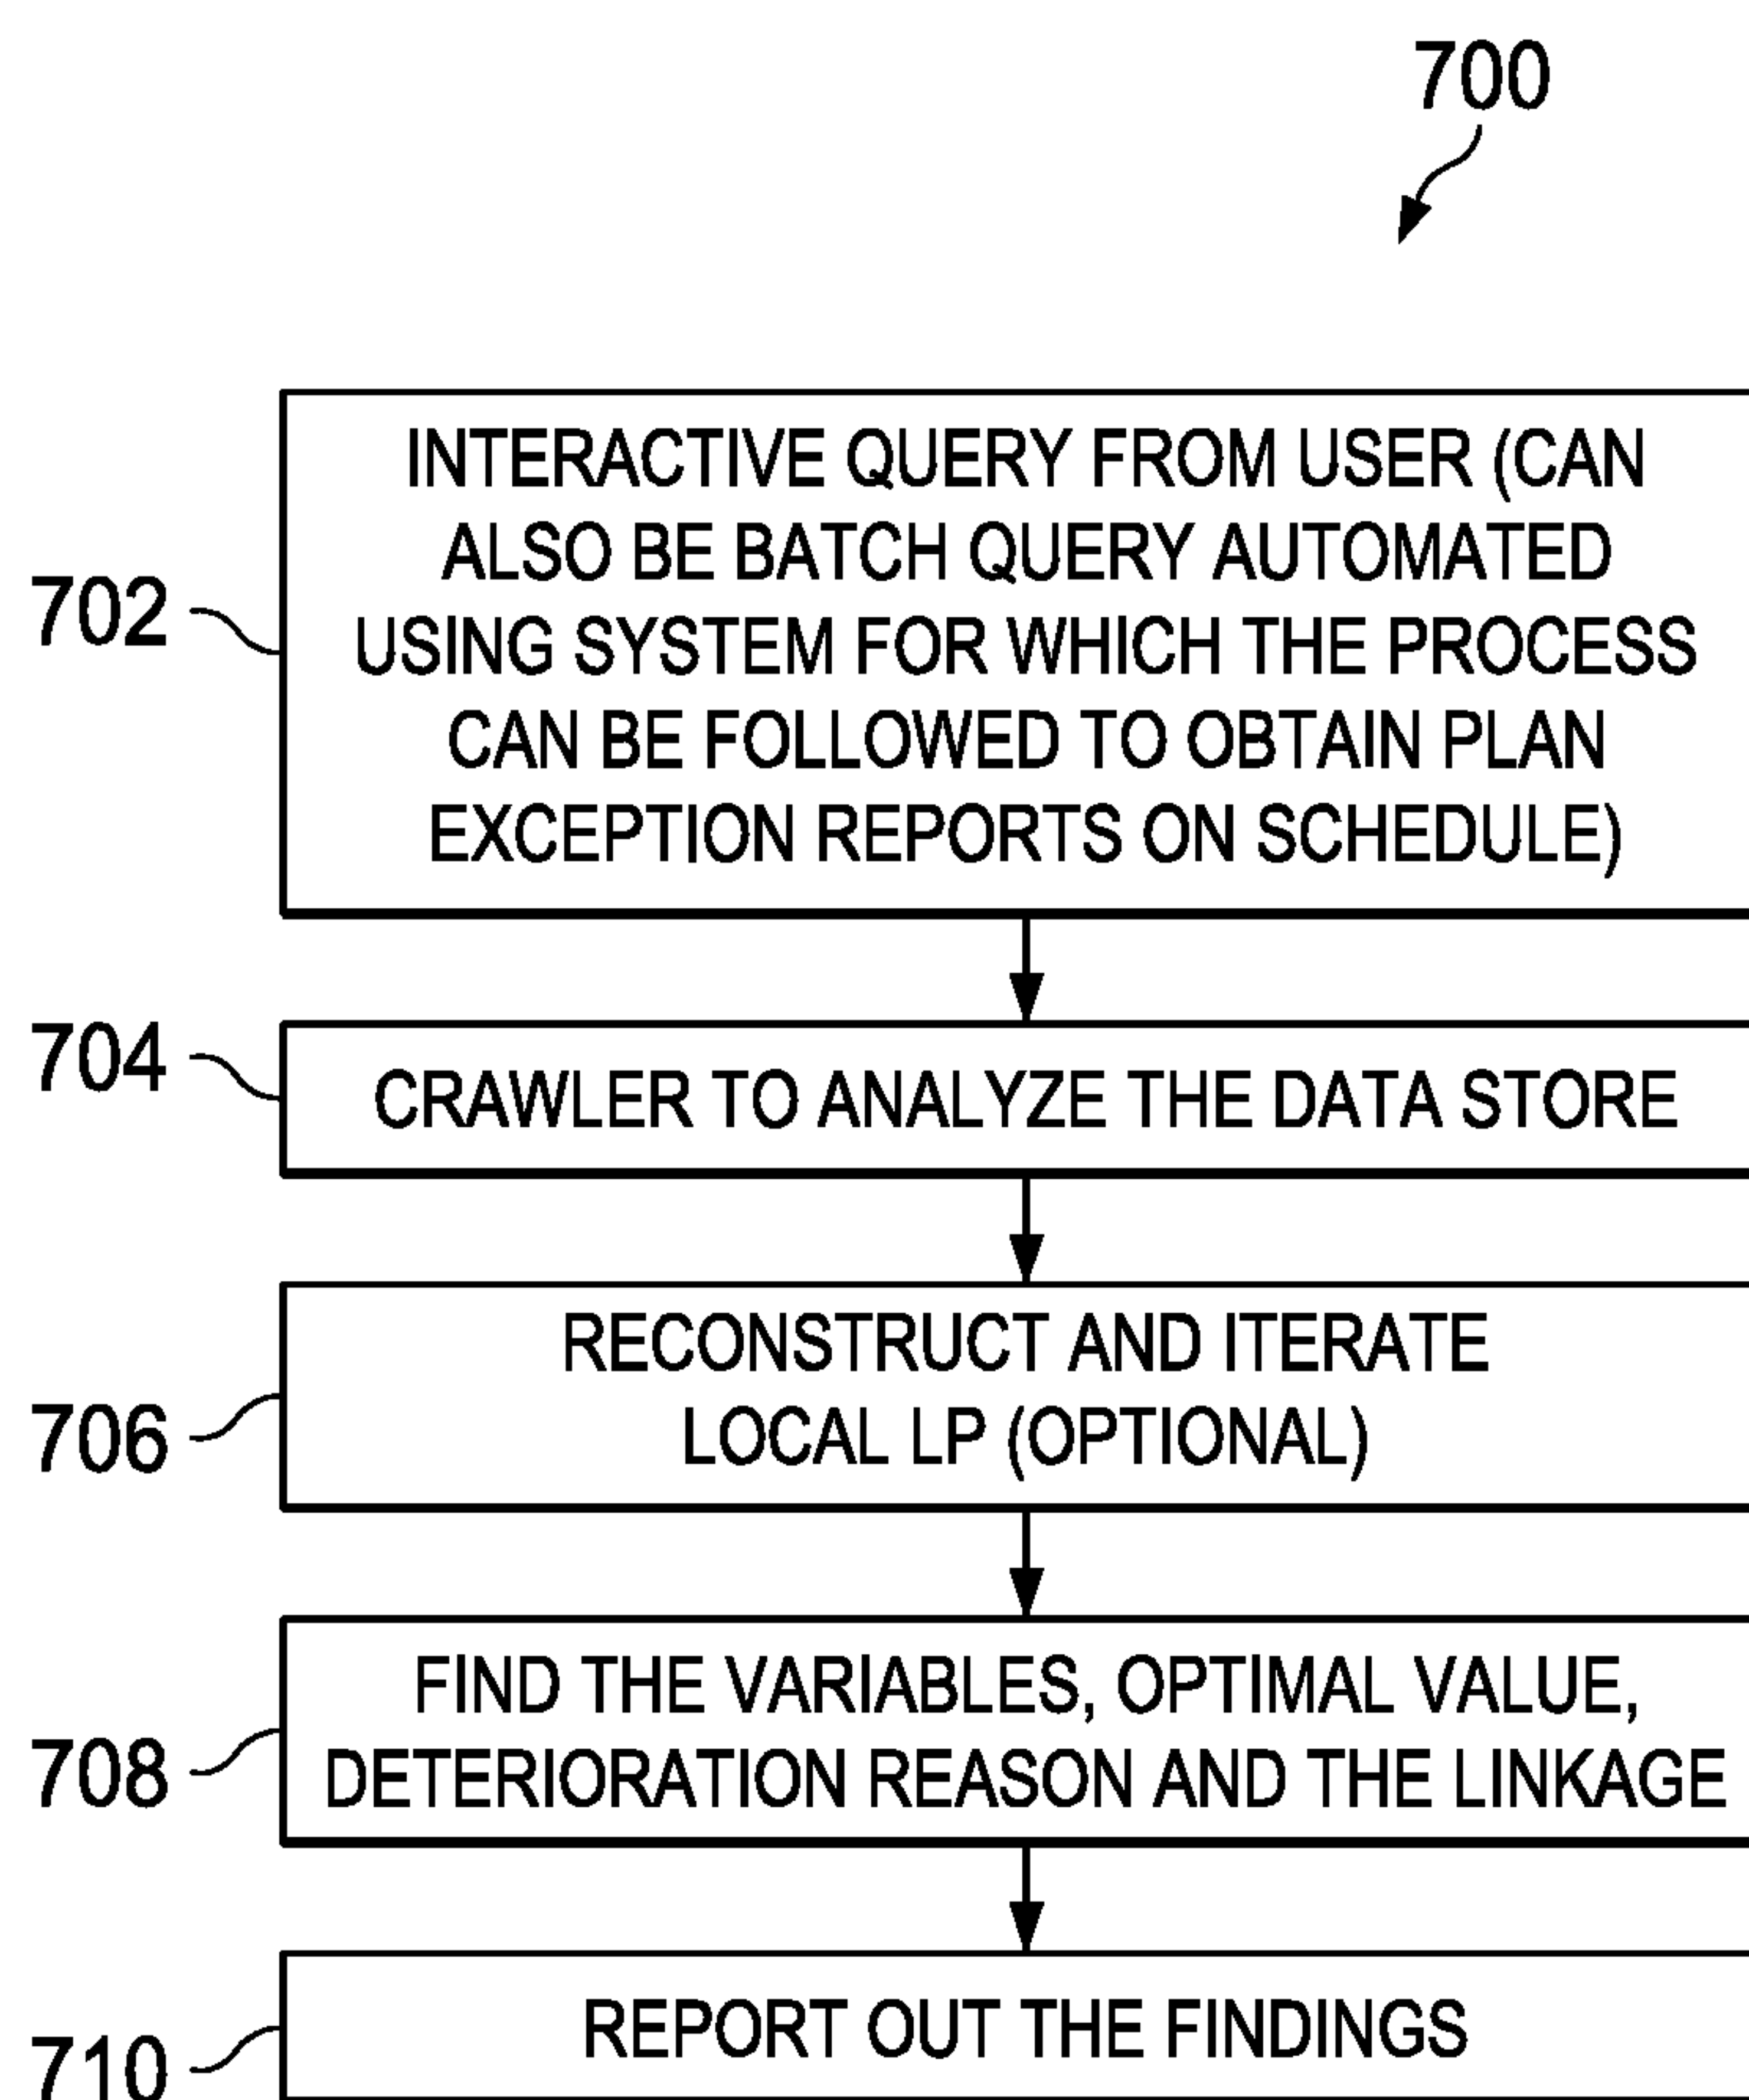 700
INTERACTIVE QUERY FROM USER (CAN
ALSO BE BATCH QUERY AUTOMATED
USING SYSTEM FOR WHICH THE PROCESS
CAN BE FOLLOWED TO OBTAIN PLAN
EXCEPTION REPORTS ON SCHEDULE)
702
704
CRAWLER TO ANALYZE THE DATA STORE
RECONSTRUCT AND ITERATE
LOCAL LP (OPTIONAL)
706
FIND THE VARIABLES, OPTIMAL VALUE,
DETERIORATION REASON AND THE LINKAGE
708
REPORT OUT THE FINDINGS
710